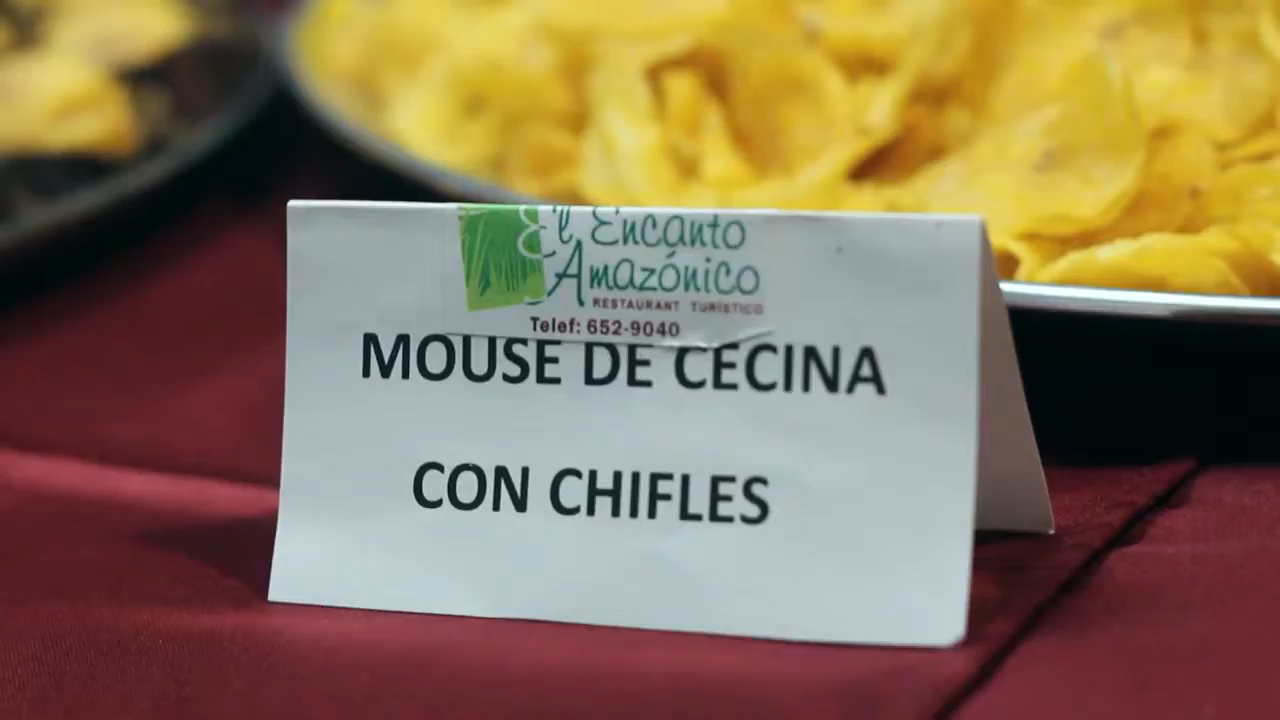 El Encanto
Amazónico
RESTAURANT TURÍSTICO
Telef: 652-9040
MOUSE DE CECINA
CON CHIFLES